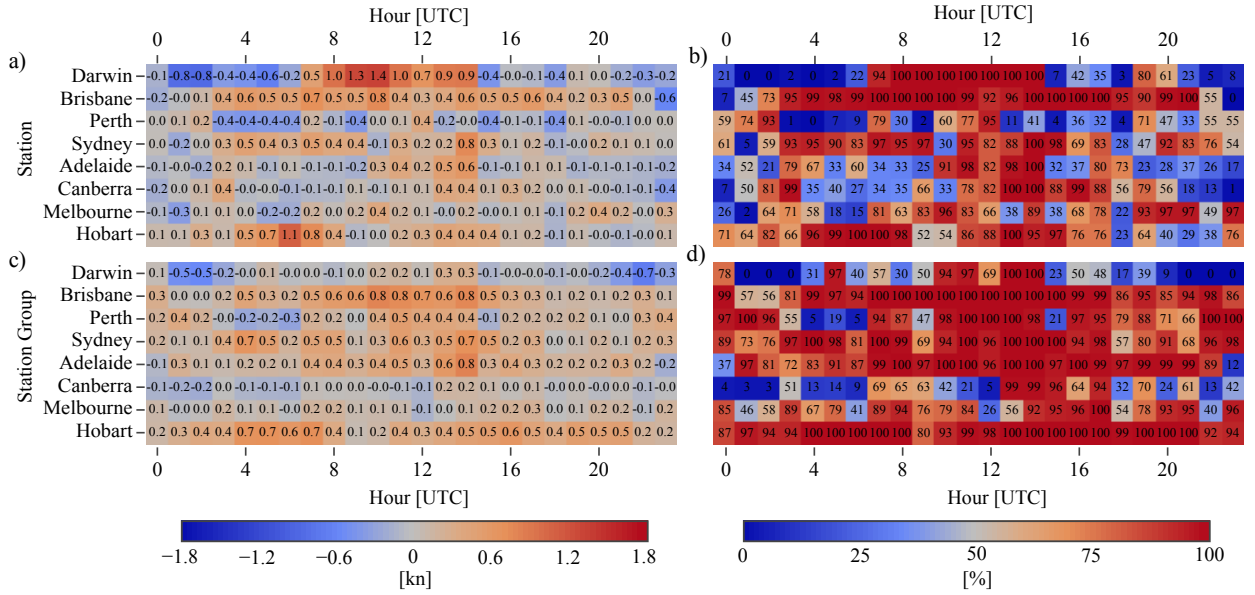 Hour [UTC] Hour [UTC]
0 4 8 12 16 20 0 4 8 12 16 20
a) b)
Darwin -0.1 -0.8 -0.8 -0.4 -0.4 -0.6 -0.2 0.5 1.0 1.3 1.4 1.0 0.7 0.9 0.9 -0.4 -0.0 -0.1 -0.4 0.1 0.0 -0.2 -0.3 -0.2 21 0 0 2 0 2 22 94 100 100 100 100 100 100 100 7 42 35 3 80 61 23 5 8
Brisbane -0.2 -0.0 0.1 0.4 0.6 0.5 0.5 0.7 0.5 0.5 0.8 0.4 0.3 0.4 0.6 0.5 0.5 0.6 0.4 0.2 0.3 0.5 0.0 -0.6 7 45 73 95 99 98 99 100 100 100 100 99 92 96 100 100 100 100 95 90 99 100 55 0
Perth 0.0 0.1 0.2 -0.4 -0.4 -0.4 -0.4 0.2 -0.1 -0.4 0.0 0.1 0.4 -0.4 -0.0 -0.4 -0.1 -0.1 -0.4 0.1 -0.0 -0.1 0.0 0.0 59 74 93 1 0 7 9 79 30 2 60 77 95 11 41 4 36 32 4 71 47 33 55 55
Sydney 0.0 -0.2 0.0 0.3 0.5 0.4 0.3 0.5 0.4 0.4 -0.1 0.3 0.2 0.2 0.8 0.3 0.1 0.2 -0.1 -0.0 0.2 0.1 0.1 0.0 61 5 59 93 95 90 83 97 95 97 30 95 82 88 100 98 69 83 28 47 92 83 76 54
Adelaide -0.1 -0.0 -0.2 0.2 0.1 -0.1 0.1 -0.1 -0.1 -0.2 0.3 0.4 0.2 0.5 0.6 -0.1 -0.1 0.1 0.1 -0.1 -0.1 -0.1 -0.1 -0.2 34 52 21 79 67 33 60 34 33 25 91 98 82 98 100 32 37 80 73 23 28 37 26 17
Canberra -0.2 0.0 0.1 0.4 -0.0 -0.0 -0.1 -0.1 -0.1 0.1 -0.1 0.1 0.1 0.4 0.4 0.1 0.3 0.2 0.0 0.1 0.0 -0.0 -0.1 -0.4 7 50 81 99 35 40 27 34 35 66 33 78 82 100 100 88 99 88 56 79 56 18 13 1
Melbourne -0.1 -0.3 0.1 0.1 0.0 -0.2 -0.2 0.2 0.0 0.2 0.4 0.2 0.1 -0.0 0.2 -0.0 0.1 0.1 -0.2 0.2 0.4 0.2 -0.0 0.3 26 2 64 71 58 18 15 81 63 83 96 83 66 38 89 38 68 78 22 93 97 97 49 97
Hobart 0.1 0.1 0.3 0.1 0.5 0.7 1.1 0.8 0.4 -0.1 0.0 0.2 0.3 0.4 0.2 0.4 0.2 0.1 -0.1 0.1 -0.0 -0.1 -0.0 0.1 71 64 82 66 96 99 100 100 98 52 54 86 88 100 95 97 76 76 23 64 40 29 38 76
Station
c) d)
Darwin 0.1 -0.5 -0.5 -0.2 -0.0 0.1 -0.0 0.0 -0.1 0.0 0.2 0.2 0.1 0.3 0.3 -0.1 -0.0 -0.0 -0.1 -0.0 -0.2 -0.4 -0.7 -0.3 78 0 0 0 31 97 40 57 30 50 94 97 69 100 100 23 50 48 17 39 9 0 0 0
Brisbane 0.3 0.0 0.0 0.2 0.5 0.3 0.2 0.5 0.6 0.6 0.8 0.8 0.7 0.6 0.8 0.5 0.3 0.3 0.1 0.2 0.1 0.2 0.3 0.1 99 57 56 81 99 97 94 100 100 100 100 100 100 100 100 100 99 99 86 95 85 94 98 86
Perth 0.2 0.4 0.2 -0.0 -0.2 -0.2 -0.3 0.2 0.2 0.0 0.4 0.5 0.4 0.4 0.4 -0.1 0.2 0.2 0.2 0.2 0.1 0.0 0.3 0.4 97 100 96 55 5 19 5 94 87 47 98 100 100 100 100 21 97 95 79 88 71 66 100 100
Sydney 0.2 0.1 0.1 0.4 0.7 0.5 0.2 0.5 0.5 0.1 0.3 0.3 0.5 0.3 0.5 0.7 0.5 0.2 0.0 0.2 0.3 0.1 0.3 0.3 89 73 76 97 100 98 81 100 99 69 94 96 100 96 100 100 94 98 57 80 91 68 96 98
Adelaide -0.1 0.3 0.1 0.1 0.2 0.2 0.1 0.4 0.4 0.2 0.4 0.3 0.3 0.6 0.8 0.3 0.4 0.2 0.2 0.2 0.3 0.2 0.1 -0.2 37 97 81 72 83 91 87 100 100 96 100 97 98 100 100 97 100 98 97 97 99 99 89 12
Canberra -0.1 -0.2 -0.2 0.0 -0.1 -0.1 -0.1 0.1 0.0 0.0 -0.0 -0.1 -0.1 0.2 0.2 0.1 0.0 0.1 -0.0 0.0 -0.0 0.0 -0.1 -0.0 4 3 3 51 13 14 9 69 65 63 42 21 5 99 99 96 64 94 32 70 24 61 13 42
Melbourne 0.1 -0.0 0.0 0.2 0.1 0.1 -0.0 0.2 0.2 0.1 0.1 0.1 -0.1 0.0 0.1 0.2 0.2 0.3 0.0 0.1 0.2 0.2 -0.1 0.2 85 46 58 89 67 79 41 89 94 76 79 84 26 56 92 95 96 100 54 78 93 95 40 96
Hobart 0.2 0.3 0.4 0.4 0.7 0.7 0.6 0.7 0.4 0.1 0.2 0.4 0.3 0.4 0.5 0.5 0.6 0.5 0.4 0.5 0.5 0.5 0.2 0.2 87 97 94 94 100 100 100 100 100 80 93 99 98 100 100 100 100 100 99 99 100 100 92 94
Station Group
0 4 8 12 16 20 0 4 8 12 16 20
Hour [UTC] Hour [UTC]
−1.8 −1.2 −0.6 0.0 0.6 1.2 1.8 0 25 50 75 100
[kn] [%]